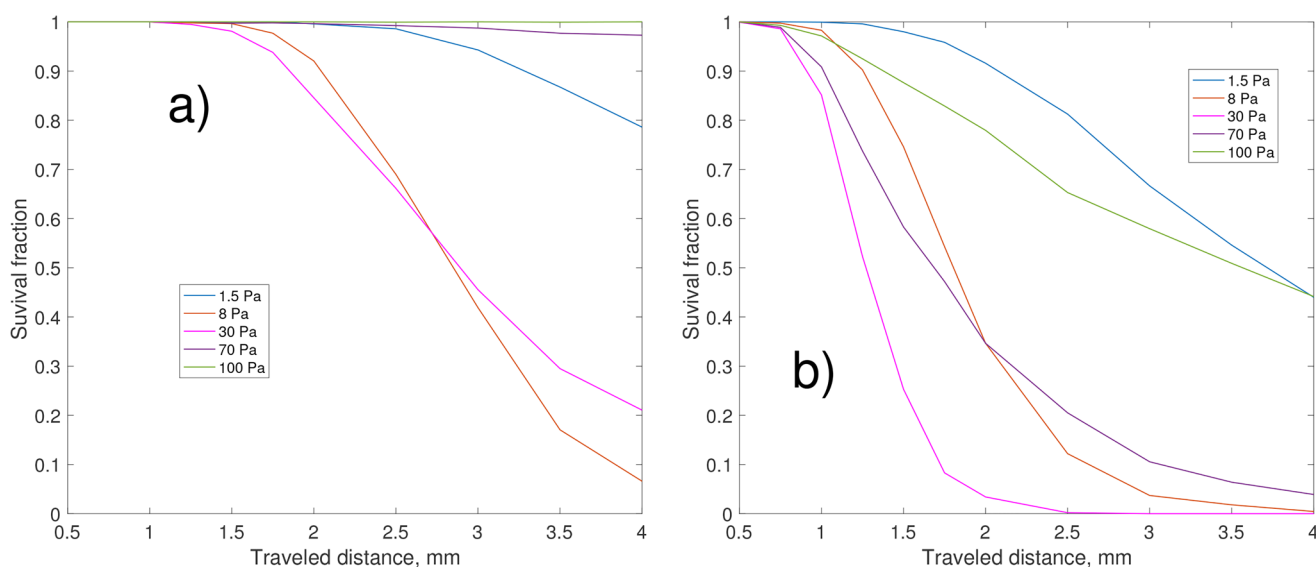 1
0.9
0.8
0.7
0.6
0.5
0.4
0.3
0.2
0.1
0
Suvival fraction
a)
1.5 Pa
8 Pa
30 Pa
70 Pa
100 Pa
0.5 1 1.5 2 2.5 3 3.5 4
Traveled distance, mm
1
0.9
0.8
0.7
0.6
0.5
0.4
0.3
0.2
0.1
0
Suvival fraction
1.5 Pa
8 Pa
30 Pa
70 Pa
100 Pa
b)
0.5 1 1.5 2 2.5 3 3.5 4
Traveled distance, mm